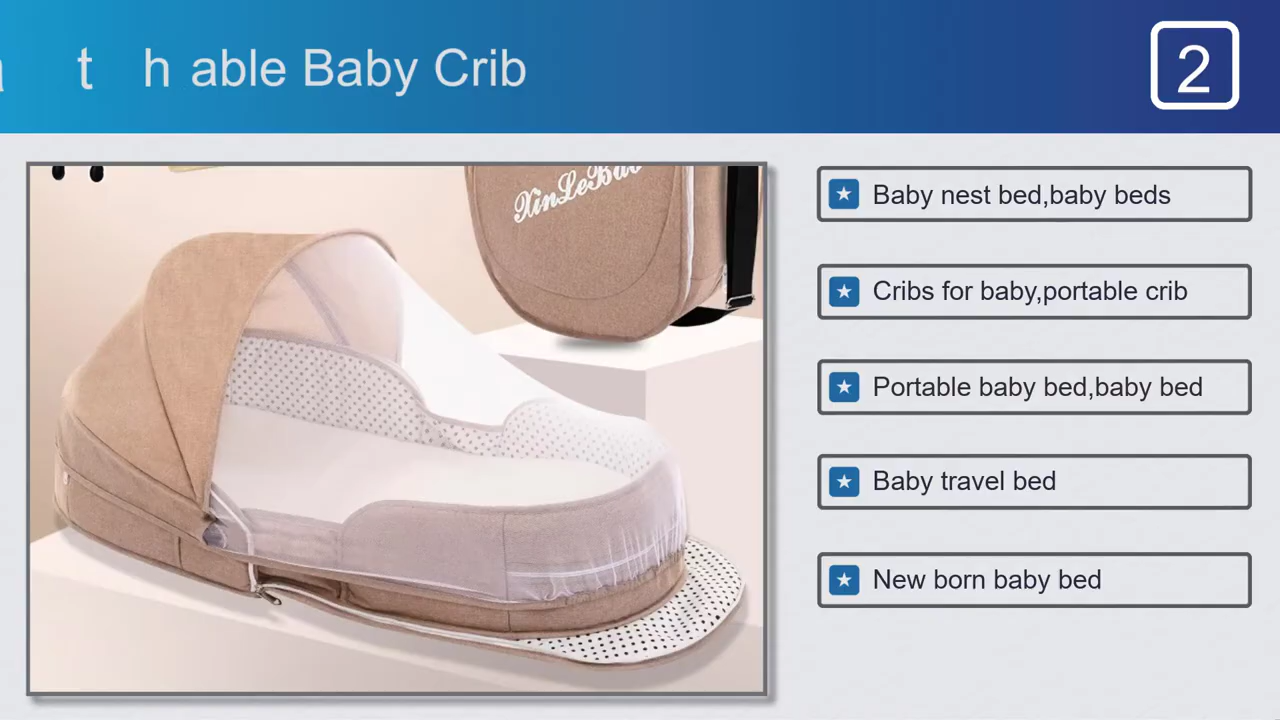 t h able Baby Crib
2
XinLeBao
Baby nest bed,baby beds
Cribs for baby,portable crib
Portable baby bed,baby bed
Baby travel bed
New born baby bed